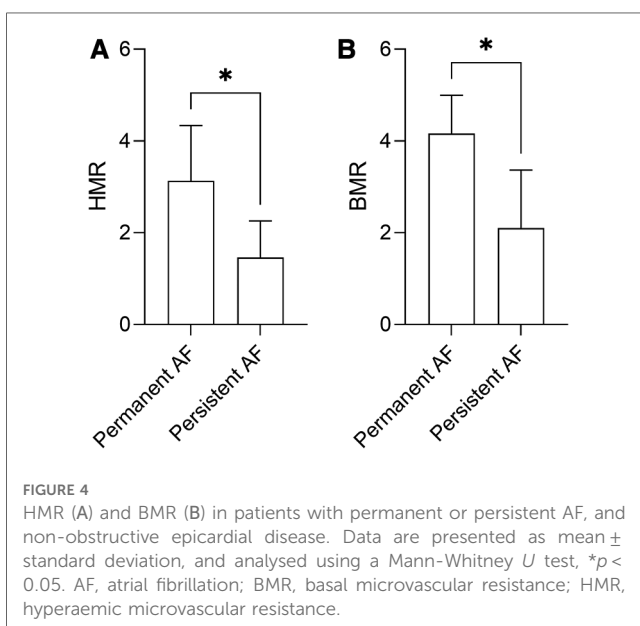 A
B
6
4
2
0
HMR
*
Permanent AF
Persistent AF
6
4
2
0
BMR
*
Permanent AF
Persistent AF
FIGURE 4
HMR (A) and BMR (B) in patients with permanent or persistent AF, and
non-obstructive epicardial disease. Data are presented as mean ±
standard deviation, and analysed using a Mann-Whitney U test, *p <
0.05. AF, atrial fibrillation; BMR, basal microvascular resistance; HMR,
hyperaemic microvascular resistance.